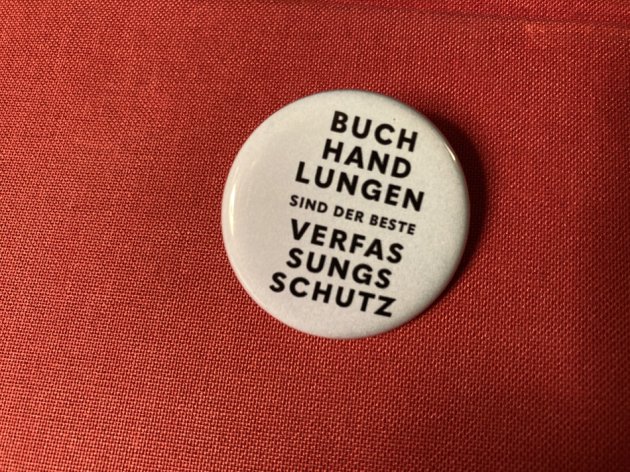 BUCH
HAND
LUNGEN
SIND DER BESTE
VERFAS
SUNGS
SCHUTZ